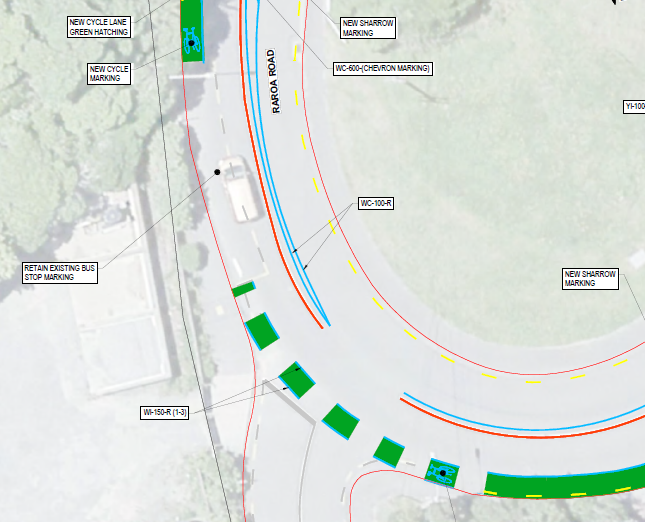 NEW CYCLE LANE
GREEN HATCHING
NEW SHARROW
MARKING
NEW CYCLE
MARKING
WC-600-(CHEVRON MARKING)
RAROA ROAD
YI-100
WC-100-R
RETAIN EXISTING BUS
STOP MARKING
NEW SHARROW
MARKING
WI-150-R (1-3)